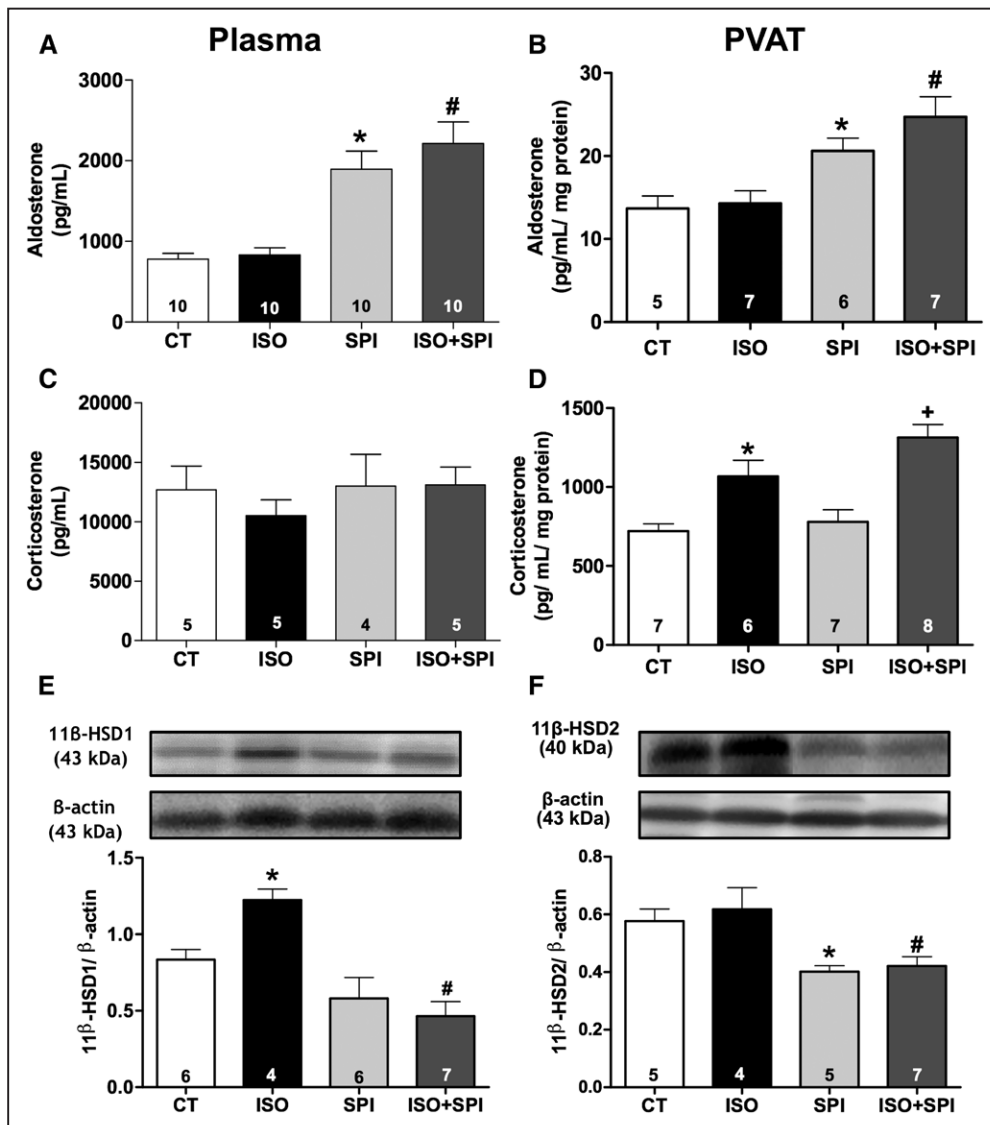 Plasma
PVAT
A
Aldosterone
(pg/mL)
3000
2000
1000
0
*
#
10
10
10
10
CT
ISO
SPI
ISO+SPI
B
Aldosterone
(pg/mL/ mg protein)
30
20
10
0
*
#
5
7
6
7
CT
ISO
SPI
ISO+SPI
C
Corticosterone
(pg/mL)
20000
15000
10000
5000
0
5
5
4
5
CT
ISO
SPI
ISO+SPI
D
Corticosterone
(pg/ mL/ mg protein)
1500
1000
500
0
*
+
7
6
7
8
CT
ISO
SPI
ISO+SPI
E
11β-HSD1
(43 kDa)
β-actin
(43 kDa)
11β-HSD1/ β-actin
1.5
1.0
0.5
0.0
*
#
6
4
6
7
CT
ISO
SPI
ISO+SPI
F
11β-HSD2
(40 kDa)
β-actin
(43 kDa)
11β-HSD2/ β-actin
0.8
0.6
0.4
0.2
0.0
*
#
5
4
5
7
CT
ISO
SPI
ISO+SPI